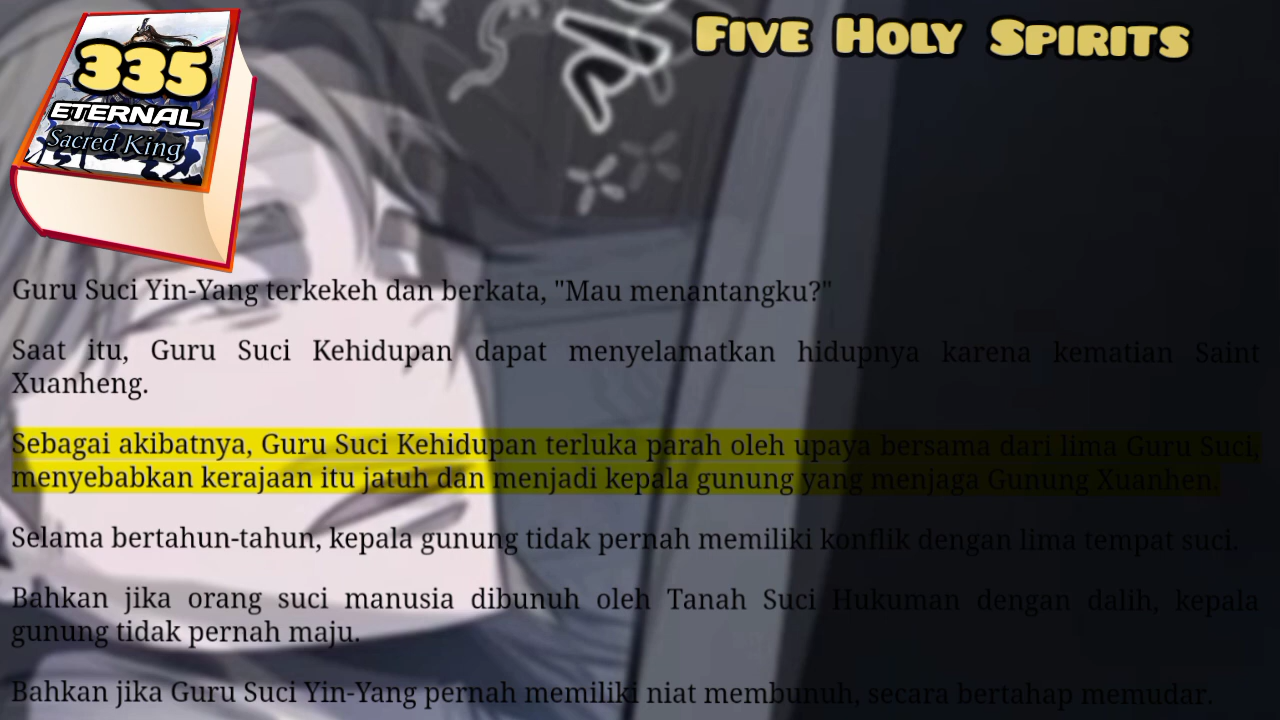 FIVE HOLY SPIRITS
335
ETERNAL
Sacred King
Guru Suci Yin-Yang terkekeh dan berkata, "Mau menantangku?"
Saat itu, Guru Suci Kehidupan dapat menyelamatkan hidupnya karena kematian Saint
Xuanheng.
Sebagai akibatnya, Guru Suci Kehidupan terluka parah oleh upaya bersama dari lima Guru Suci,
menyebabkan kerajaan itu jatuh dan menjadi kepala gunung yang menjaga Gunung Xuanhen.
Selama bertahun-tahun, kepala gunung tidak pernah memiliki konflik dengan lima tempat suci.
Bahkan jika orang suci manusia dibunuh oleh Tanah Suci Hukuman dengan dalih, kepala
gunung tidak pernah maju.
Bahkan jika Guru Suci Yin-Yang pernah memiliki niat membunuh, secara bertahap memudar.